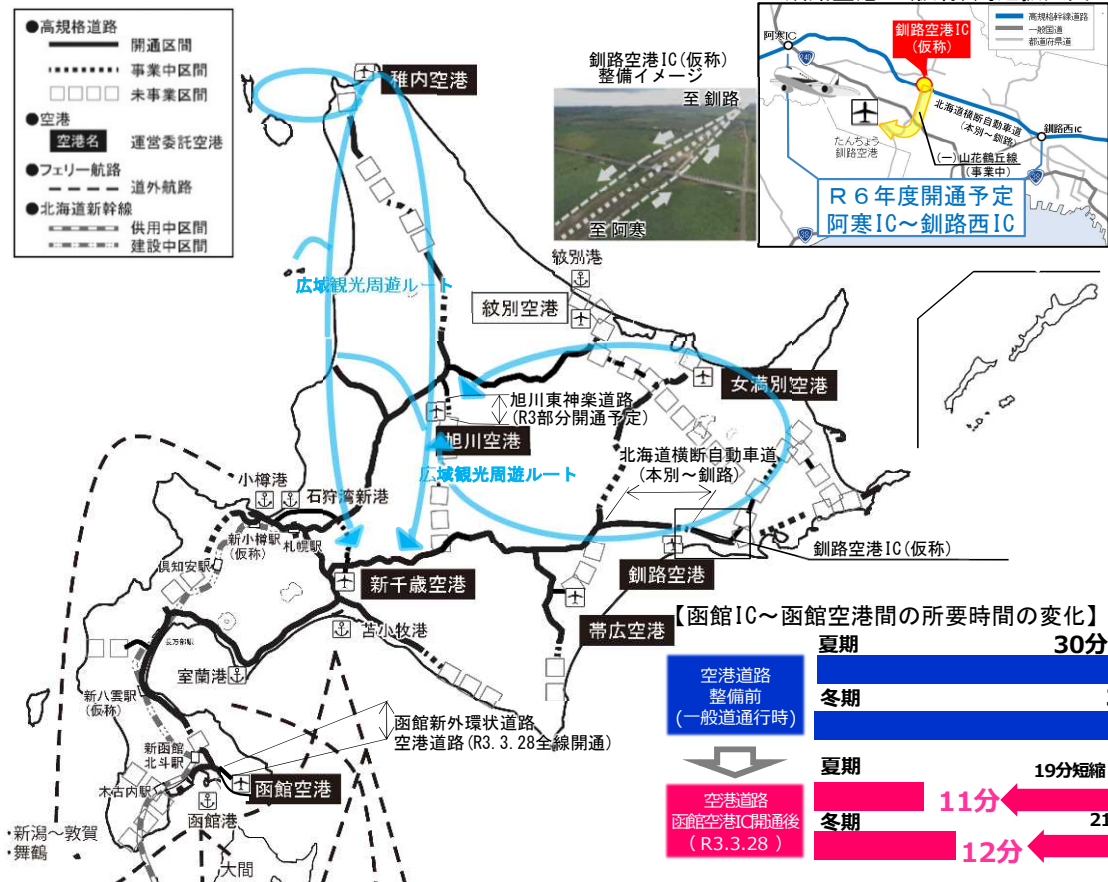 ●高規格道路
開通区間
事業中区間
未事業区間
●空港
空港名 運営委託空港
●フェリー航路
道外航路
●北海道新幹線
供用中区間
建設中区間
釧路空港IC(仮称)
整備イメージ
至 釧路
至 阿寒
高規格幹線道路
一般国道
都道府県道
阿寒IC
釧路空港IC
(仮称)
北海道横断自動車道
(本別～釧路)
釧路西IC
たんちょう
釧路空港
(一)山花鶴丘線
(事業中)
R６年度開通予定
阿寒IC～釧路西IC
稚内空港
広域観光周遊ルート
紋別港
紋別空港
女満別空港
旭川東神楽道路
(R3部分開通予定)
旭川空港
広域観光周遊ルート
北海道横断自動車道
(本別～釧路)
小樽港
石狩湾新港
新小樽駅
(仮称)
札幌駅
倶知安駅
新千歳空港
釧路空港
釧路空港IC(仮称)
帯広空港
苫小牧港
長万部駅
室蘭港
新八雲駅
(仮称)
函館新外環状道路
空港道路(R3.3.28全線開通)
新函館
北斗駅
木古内駅
函館空港
函館港
・新潟～敦賀
・舞鶴
大間
【函館IC～函館空港間の所要時間の変化】
空港道路
整備前
(一般道通行時)
夏期 30分
冬期
空港道路
函館空港IC開通後
（R3.3.28 ）
夏期 19分短縮
11分
冬期 21
12分